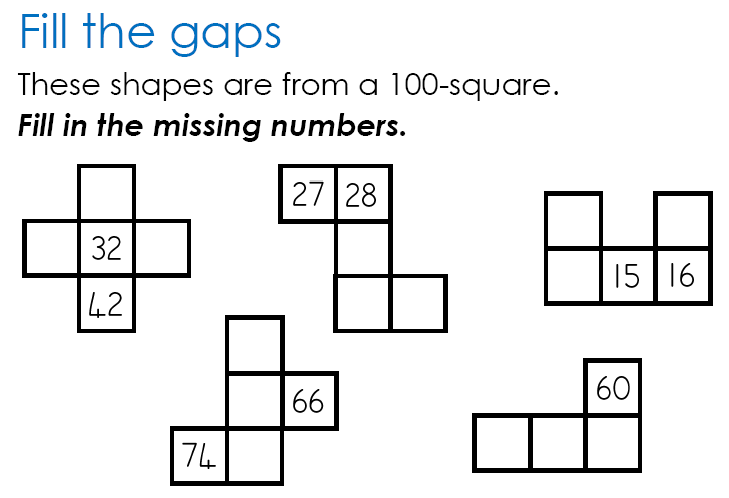 Fill the gaps
These shapes are from a 100-square.
Fill in the missing numbers.
27 28
32
42
15 16
66
74
60